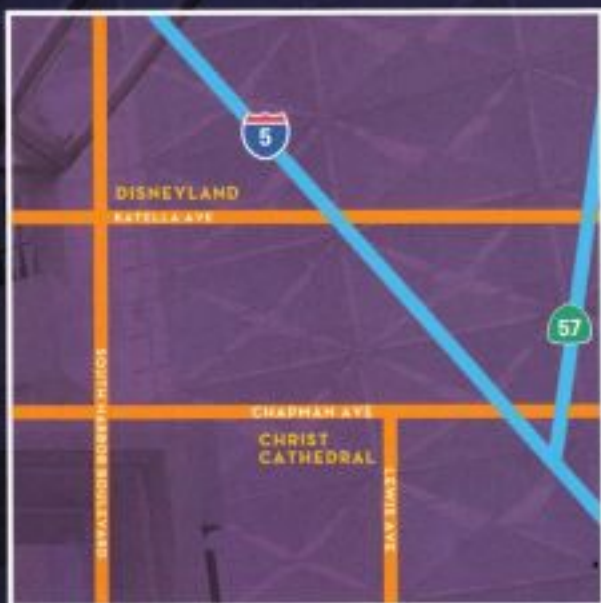 5
DISNEYLAND
KATELLA AVE
57
SOUTH HARBOR BOULEVARD
CHAPMAN AVE
CHRIST
CATHEDRAL
LEWIS AVE